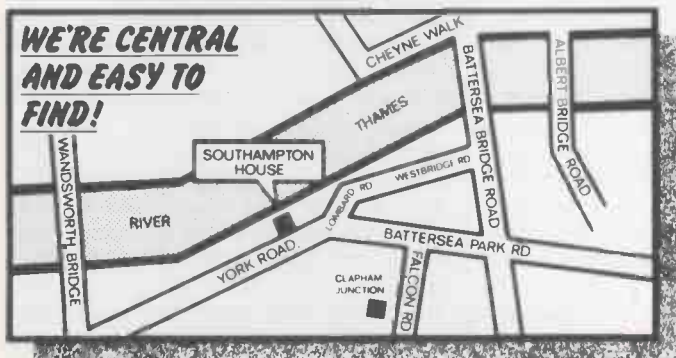 WE'RE CENTRAL
AND EASY TO
FIND!
CHEYNE WALK
BATTERSEA BRIDGE ROAD
ALBERT BRIDGE ROAD
THAMES
WANDSWORTH BRIDGE
SOUTHAMPTON
HOUSE
RIVER
LOMBARD RD
WESTBRIDGE RD
YORK ROAD.
BATTERSEA PARK RD
FALCON RD
CLAPHAM
JUNCTION